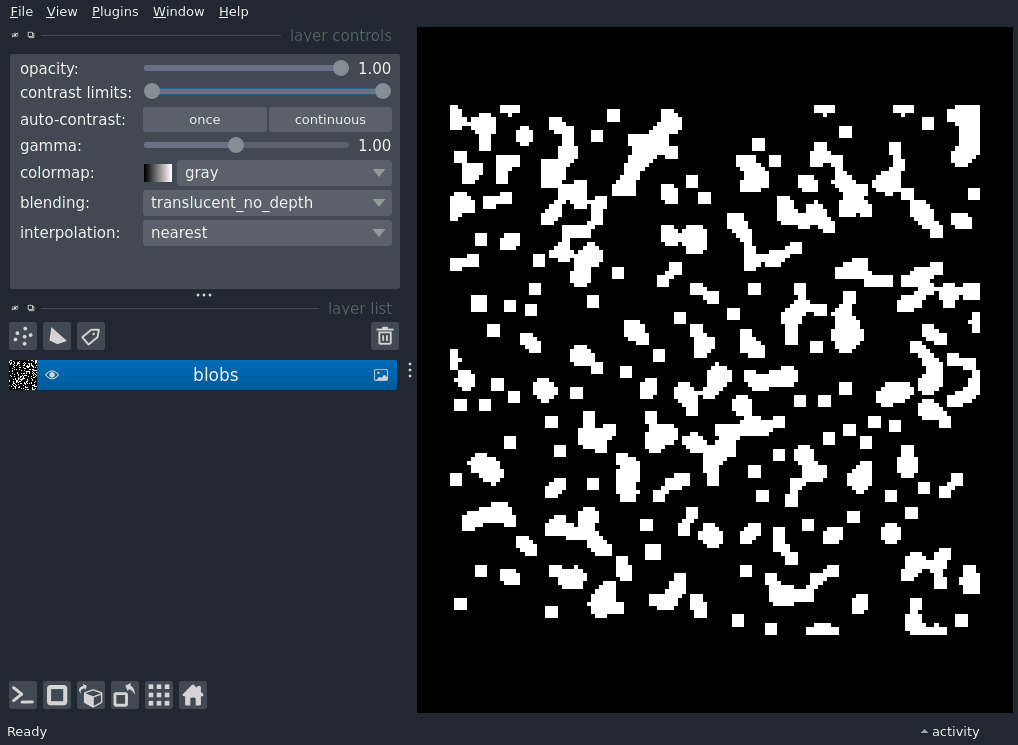 File View Plugins Window Help
layer controls
opacity: 1.00
contrast limits:
auto-contrast: once continuous
gamma: 1.00
colormap: gray
blending: translucent_no_depth
interpolation: nearest
layer list
blobs
Ready activity